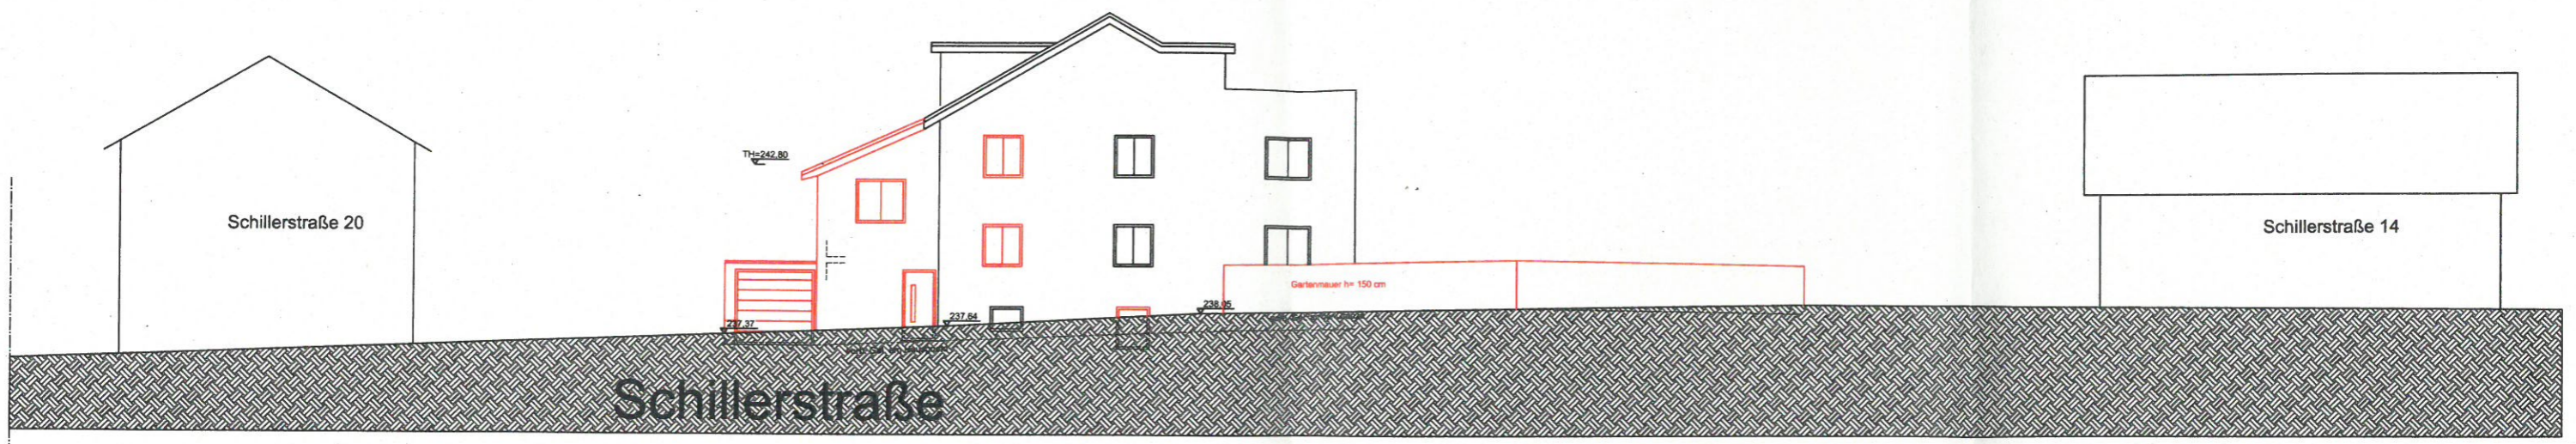 TH=242,80
Schillerstraße 20
Schillerstraße 14
Gartenmauer h= 150 cm
238,05
237,64
237,37
Schillerstraße